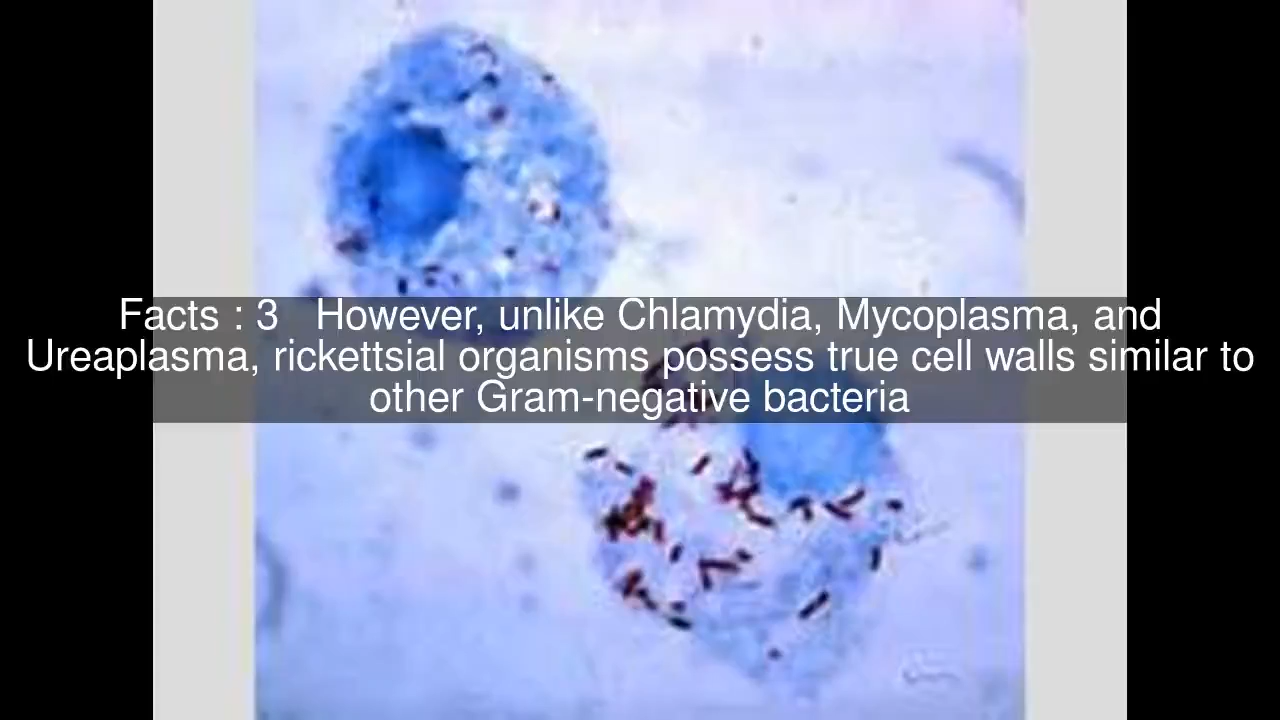 Facts : 3   However, unlike Chlamydia, Mycoplasma, and
Ureaplasma, rickettsial organisms possess true cell walls similar to
other Gram-negative bacteria